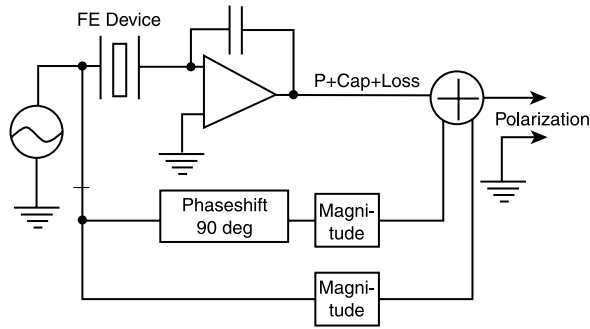 FE Device
P+Cap+Loss
Polarization
Phaseshift
90 deg
Magni-
tude
Magni-
tude